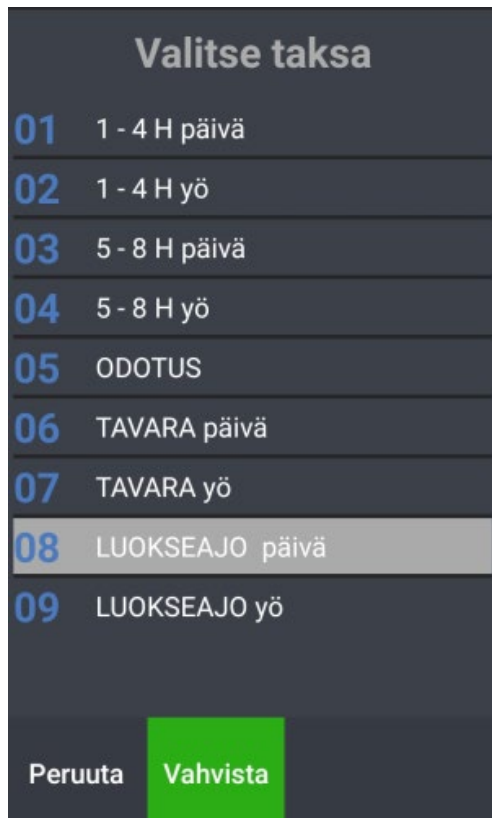 Valitse taksa
01 1 - 4 H päivä
02 1 - 4 H yö
03 5 - 8 H päivä
04 5 - 8 H yö
05 ODOTUS
06 TAVARA päivä
07 TAVARA yö
08 LUOKSEAJO  päivä
09 LUOKSEAJO yö
Peruuta Vahvista